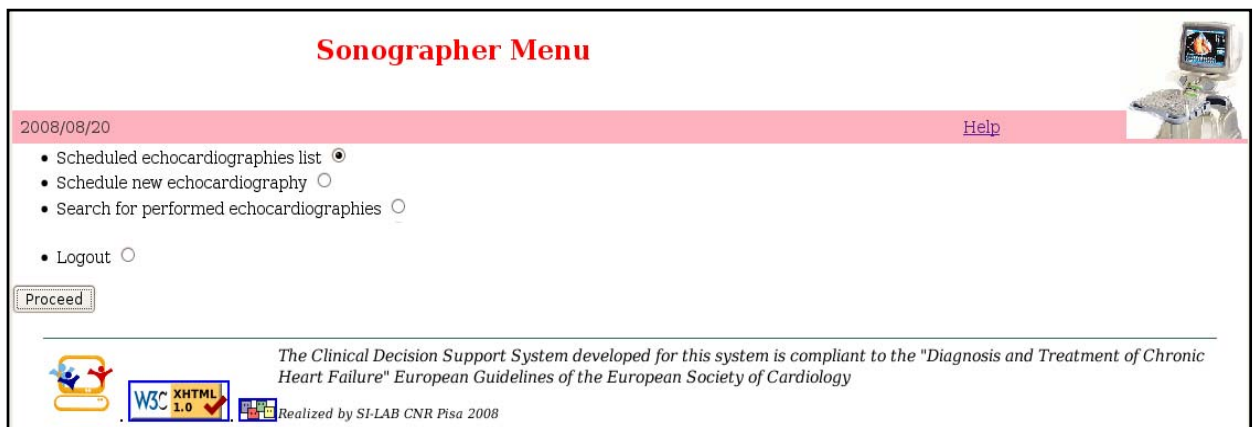 Sonographer Menu
2008/08/20 Help
• Scheduled echocardiographies list
• Schedule new echocardiography
• Search for performed echocardiographies
• Logout
Proceed
The Clinical Decision Support System developed for this system is compliant to the "Diagnosis and Treatment of Chronic
Heart Failure" European Guidelines of the European Society of Cardiology
. W3C XHTML 1.0 .
Realized by SI-LAB CNR Pisa 2008